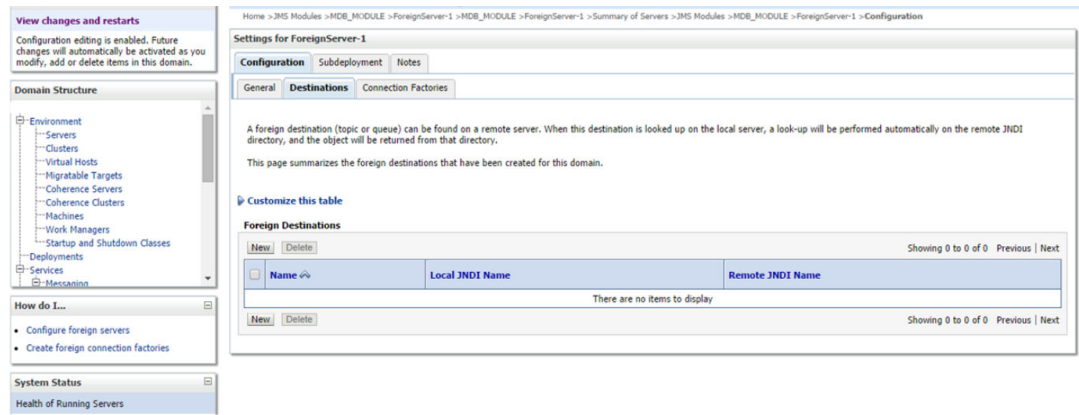 View changes and restarts
Configuration editing is enabled. Future
changes will automatically be activated as you
modify, add or delete items in this domain.
Domain Structure
Environment
Servers
Clusters
Virtual Hosts
Migratable Targets
Coherence Servers
Coherence Clusters
Machines
Work Managers
Startup and Shutdown Classes
Deployments
Services
Messaging
How do I...
Configure foreign servers
Create foreign connection factories
System Status
Health of Running Servers
Home >JMS Modules >MDB_MODULE >ForeignServer-1 >MDB_MODULE >ForeignServer-1 >Summary of Servers >JMS Modules >MDB_MODULE >ForeignServer-1 >Configuration
Settings for ForeignServer-1
Configuration Subdeployment Notes
General Destinations Connection Factories
A foreign destination (topic or queue) can be found on a remote server. When this destination is looked up on the local server, a look-up will be performed automatically on the remote JNDI
directory, and the object will be returned from that directory.
This page summarizes the foreign destinations that have been created for this domain.
Customize this table
Foreign Destinations
New Delete Showing 0 to 0 of 0 Previous | Next
Name Local JNDI Name Remote JNDI Name
There are no items to display
New Delete Showing 0 to 0 of 0 Previous | Next